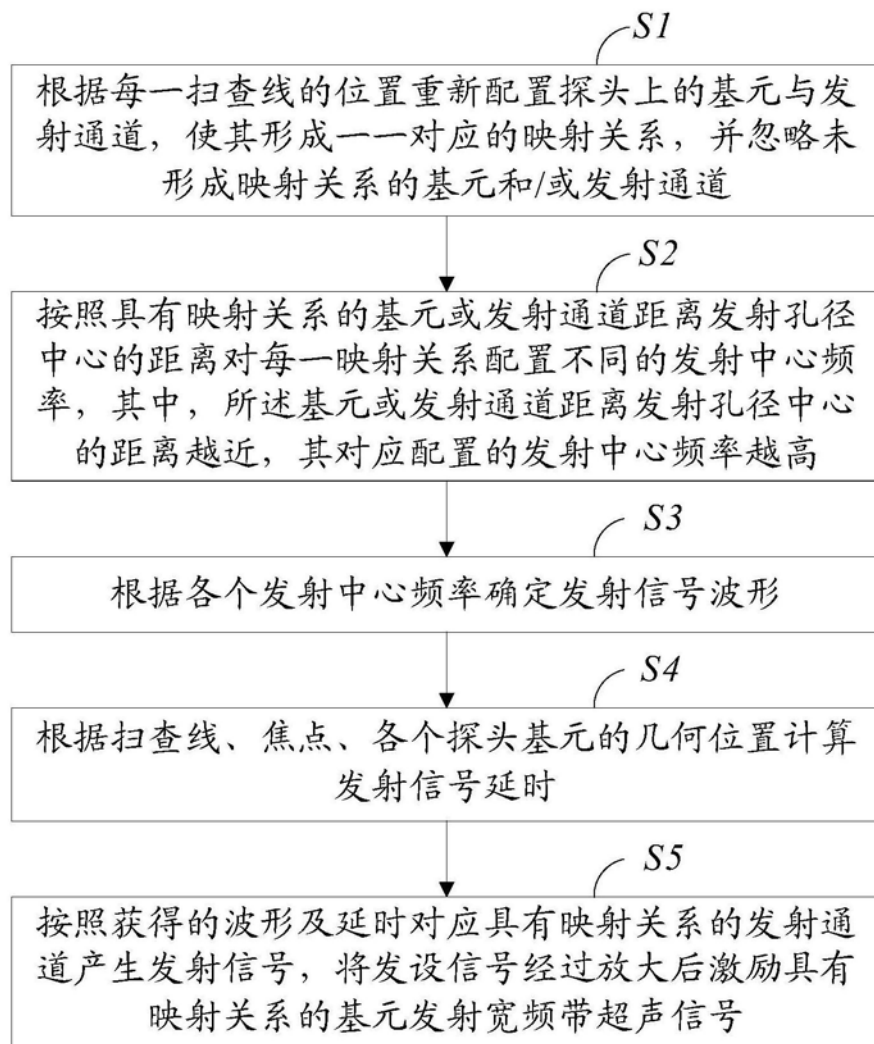 S1
根据每一扫查线的位置重新配置探头上的基元与发
射通道，使其形成一一对应的映射关系，并忽略未
形成映射关系的基元和/或发射通道
S2
按照具有映射关系的基元或发射通道距离发射孔径
中心的距离对每一映射关系配置不同的发射中心频
率，其中，所述基元或发射通道距离发射孔径中心
的距离越近，其对应配置的发射中心频率越高
S3
根据各个发射中心频率确定发射信号波形
S4
根据扫查线、焦点、各个探头基元的几何位置计算
发射信号延时
S5
按照获得的波形及延时对应具有映射关系的发射通
道产生发射信号，将发设信号经过放大后激励具有
映射关系的基元发射宽频带超声信号